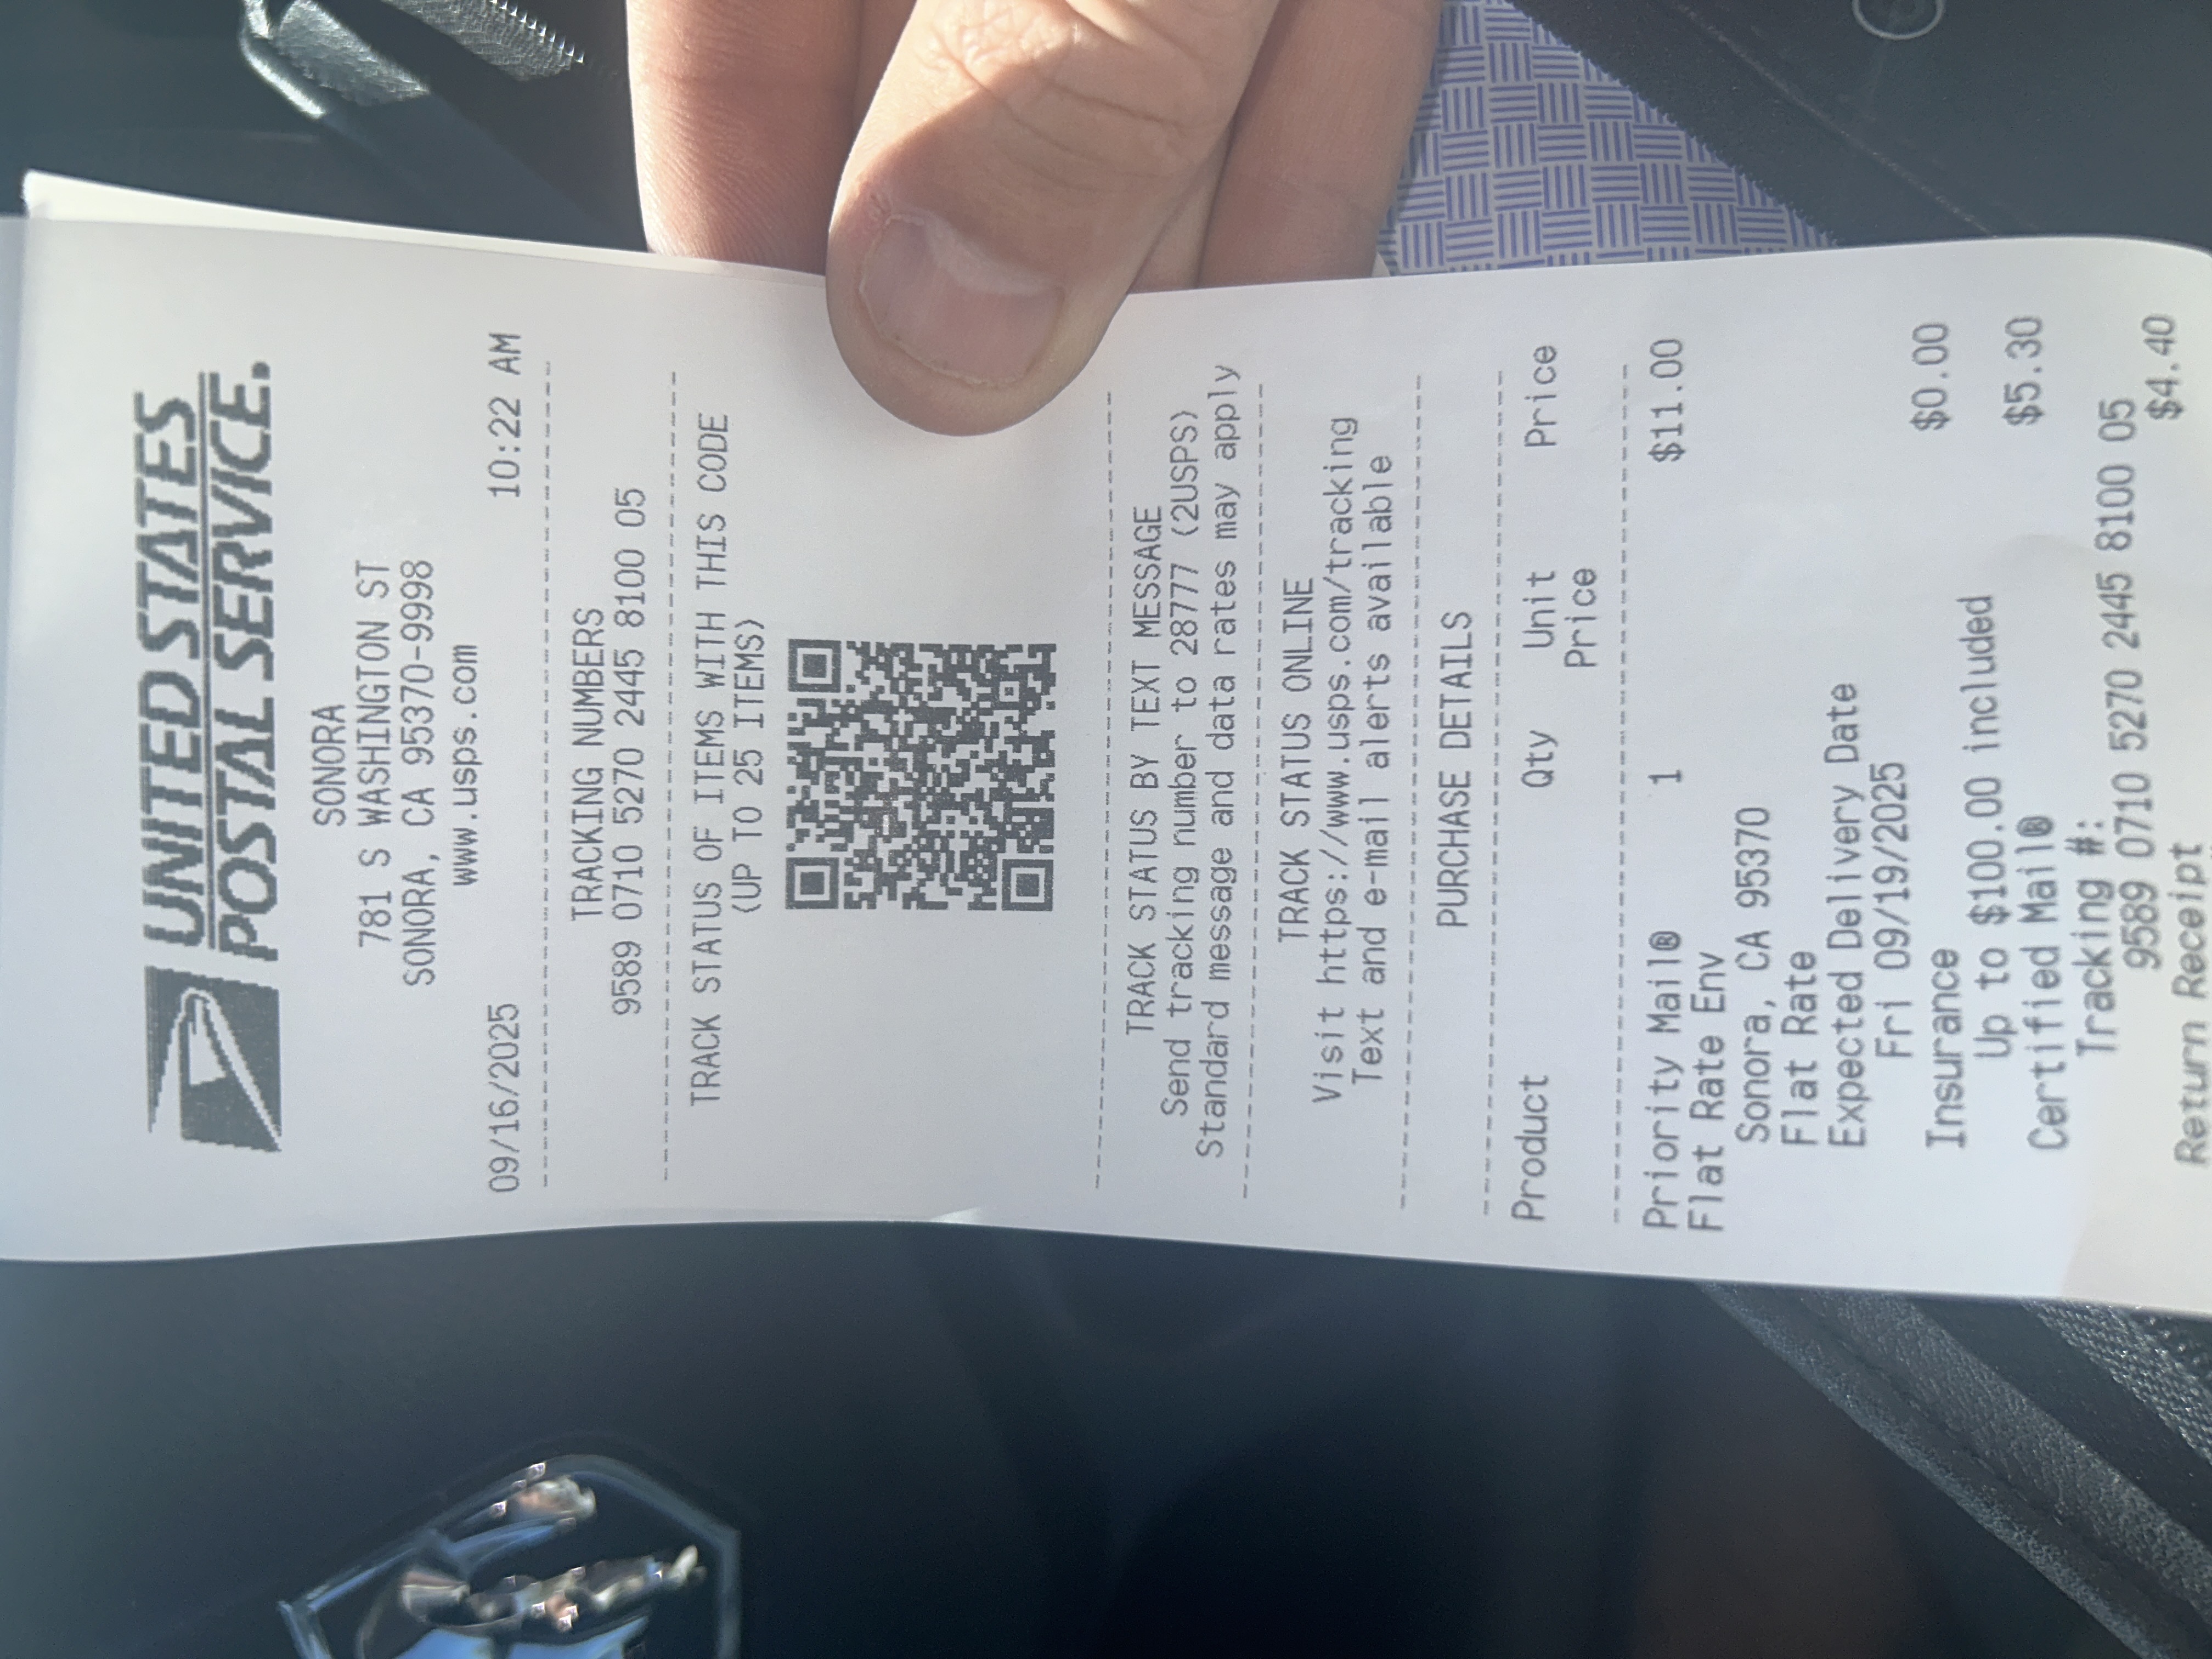 UNITED STATES
POSTAL SERVICE.
SONORA
781 S WASHINGTON ST
SONORA, CA 95370-9998
www.usps.com
09/16/2025 10:22 AM
TRACKING NUMBERS
9589 0710 5270 2445 8100 05
TRACK STATUS OF ITEMS WITH THIS CODE
(UP TO 25 ITEMS)
TRACK STATUS BY TEXT MESSAGE
Send tracking number to 28777 (2USPS)
Standard message and data rates may apply
TRACK STATUS ONLINE
Visit https://www.usps.com/tracking
Text and e-mail alerts available
PURCHASE DETAILS
Product Qty Unit Price
Price
Priority Mail® 1 $11.00
Flat Rate Env
Sonora, CA 95370
Flat Rate
Expected Delivery Date
Fri 09/19/2025
Insurance $0.00
Up to $100.00 included
Certified Mail® $5.30
Tracking #:
9589 0710 5270 2445 8100 05
Return Receipt $4.40